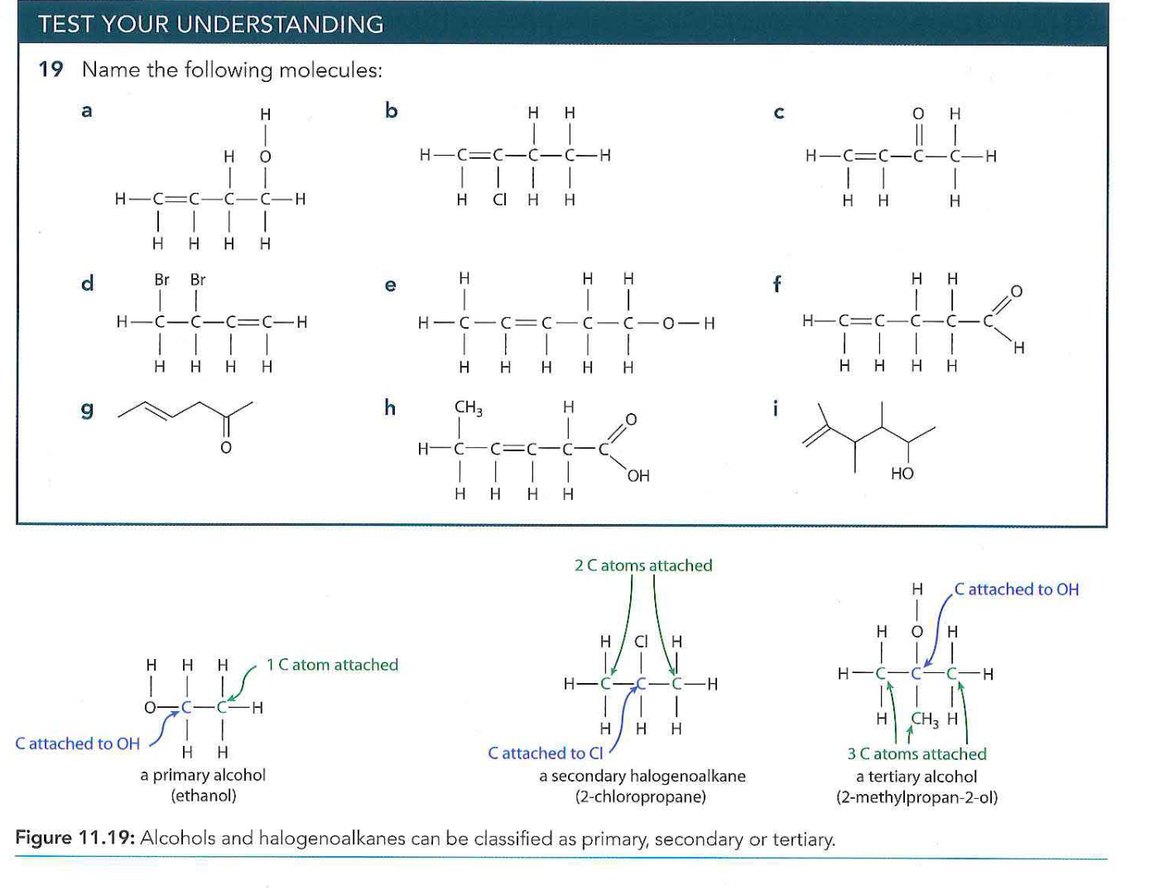 TEST YOUR UNDERSTANDING
19 Name the following molecules:
a b c
H H H O H
H O H—C=C—C—C—H H—C=C—C—C—H
H—C=C—C—C—H H Cl H H H H H
H H H H
d Br Br e H H H f H H O
H—C—C—C=C—H H—C—C=C—C—C—O—H H—C=C—C—C—C
H H H H H H H H H H H H H H
g h CH₃ H O i
O H—C—C=C—C—C HO
OH
H H H H
2 C atoms attached
H C attached to OH
H Cl H H O H
H H H 1 C atom attached
O—C—C—H H—C—C—C—H H—C—C—C—H
C attached to OH H H H H H H CH₃ H
C attached to Cl 3 C atoms attached
a primary alcohol a secondary halogenoalkane a tertiary alcohol
(ethanol) (2-chloropropane) (2-methylpropan-2-ol)
Figure 11.19: Alcohols and halogenoalkanes can be classified as primary, secondary or tertiary.